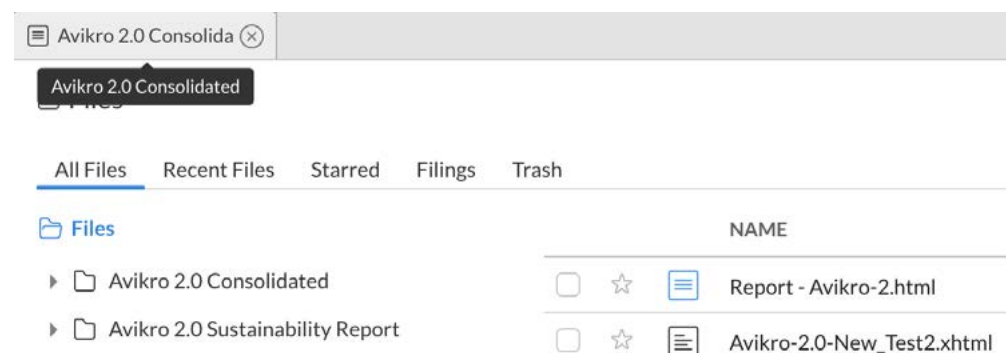 Avikro 2.0 Consolida
Avikro 2.0 Consolidated
Files
All Files Recent Files Starred Filings Trash
Files
NAME
Avikro 2.0 Consolidated
Report - Avikro-2.html
Avikro 2.0 Sustainability Report
Avikro-2.0-New_Test2.xhtml